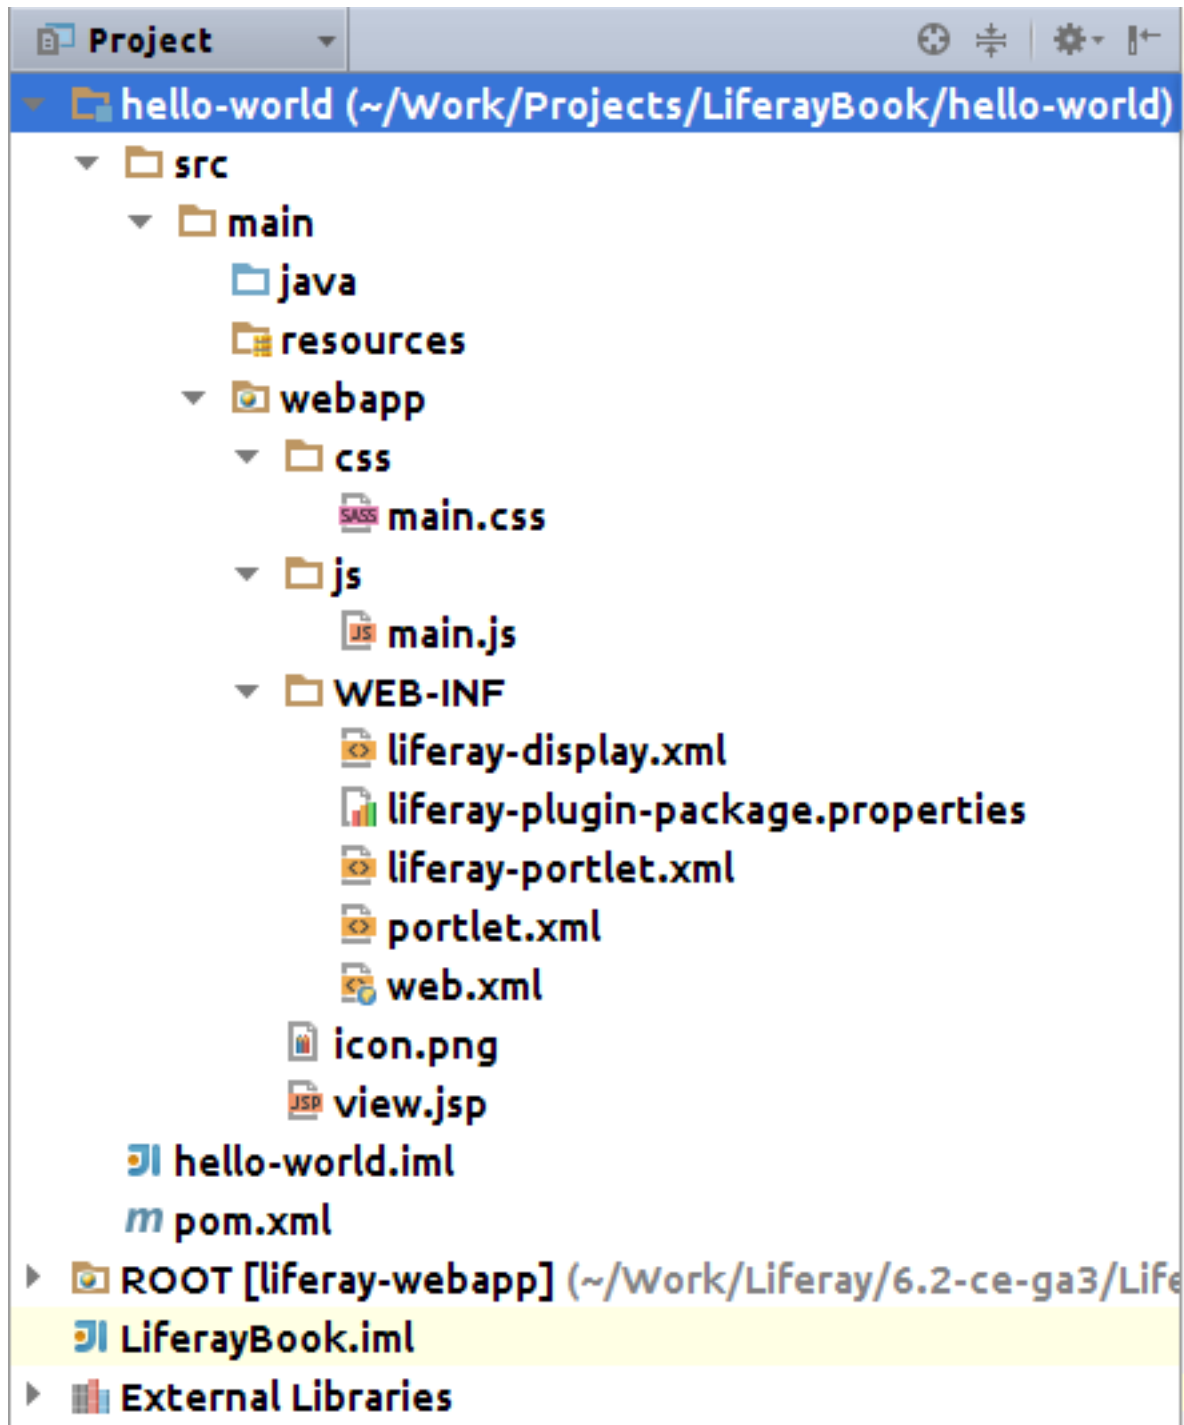 Project
hello-world (~/Work/Projects/LiferayBook/hello-world)
src
main
java
resources
webapp
css
SASS main.css
js
JS main.js
WEB-INF
liferay-display.xml
liferay-plugin-package.properties
liferay-portlet.xml
portlet.xml
web.xml
icon.png
JSP view.jsp
hello-world.iml
m pom.xml
ROOT [liferay-webapp] (~/Work/Liferay/6.2-ce-ga3/Life
LiferayBook.iml
External Libraries